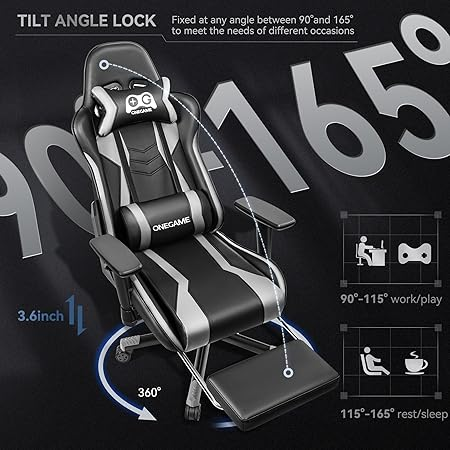 TILT ANGLE LOCK
Fixed at any angle between 90°and 165°
to meet the needs of different occasions
90-165°
OG
ONEGAME
ONEGAME
3.6inch
360°
90°-115° work/play
115°-165° rest/sleep